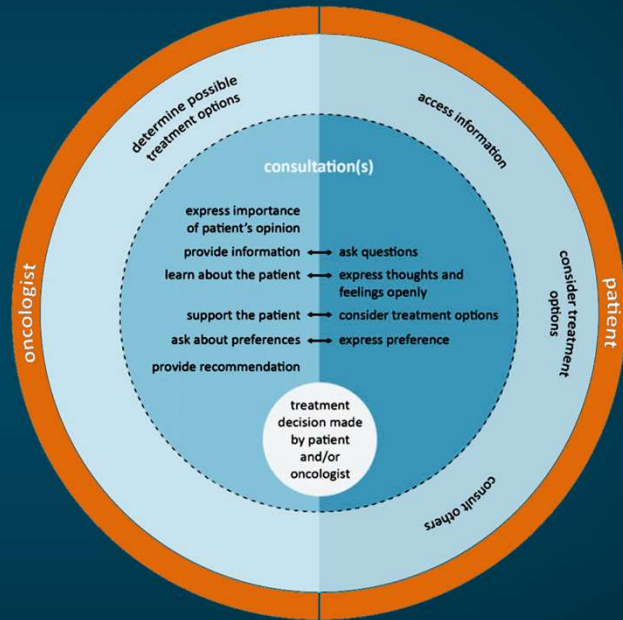 oncologist
patient
determine possible
treatment options
access information
consider treatment
options
consult others
consultation(s)
express importance
of patient's opinion
provide information ↔ ask questions
learn about the patient ↔ express thoughts and
feelings openly
support the patient ↔ consider treatment options
ask about preferences ↔ express preference
provide recommendation
treatment
decision made
by patient
and/or
oncologist